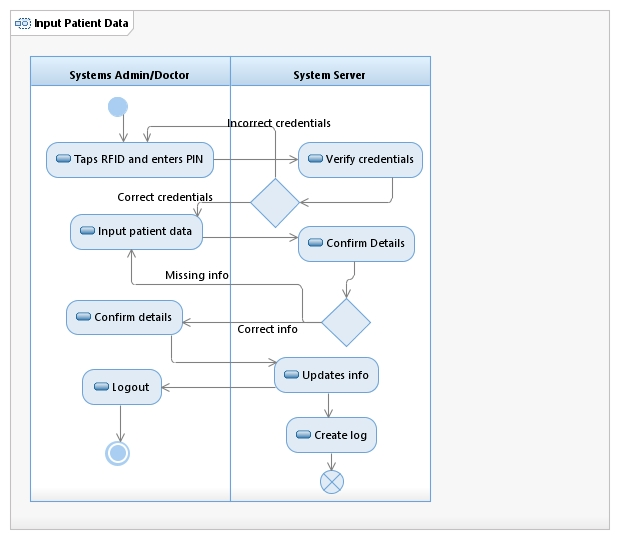 Input Patient Data
Systems Admin/Doctor
System Server
Incorrect credentials
Taps RFID and enters PIN
Verify credentials
Correct credentials
Input patient data
Confirm Details
Missing info
Confirm details
Correct info
Updates info
Logout
Create log